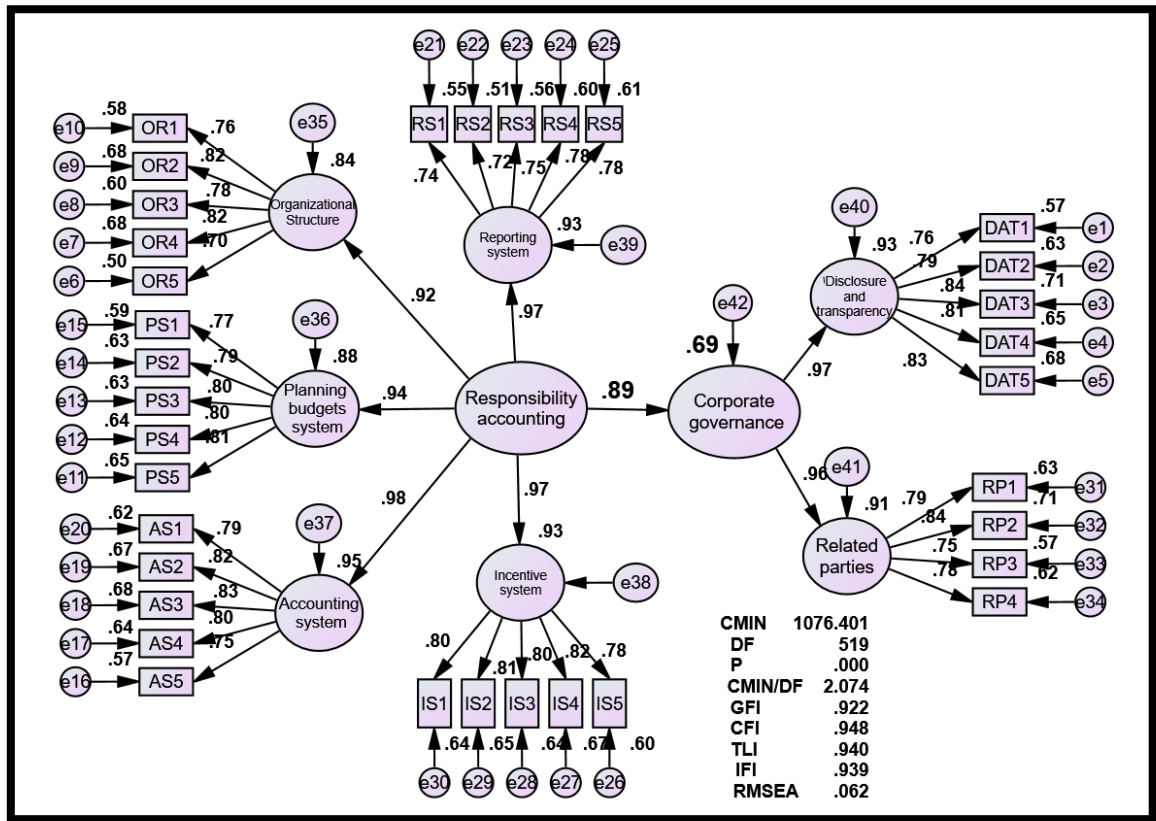 e21 e22 e23 e24 e25
.55 .51 .56 .60 .61
RS1 RS2 RS3 RS4 RS5
.74 .72 .75 .78 .78
Reporting
system
.93
e39
.97
e10 .58 OR1 .76
e9 .68 OR2 .82
e8 .60 OR3 .78
e7 .68 OR4 .82
e6 .50 OR5 .70
e35
.84
Organizational
Structure
.92
e15 .59 PS1 .77
e14 .63 PS2 .79
e13 .63 PS3 .80
e12 .64 PS4 .80
e11 .65 PS5 .81
e36
.88
Planning
budgets
system
.94
e20 .62 AS1 .79
e19 .67 AS2 .82
e18 .68 AS3 .83
e17 .64 AS4 .80
e16 .57 AS5 .75
e37
.95
Accounting
system
.98
Responsibility
accounting
.89
.97
.93
Incentive
system
e38
.80 .81 .80 .82 .78
IS1 IS2 IS3 IS4 IS5
.64 .65 .64 .67 .60
e30 e29 e28 e27 e26
e42
.69
Corporate
governance
.97
.96
e40
.93
\Disclosure
and
transparency
.76 DAT1 .57 e1
.79 DAT2 .63 e2
.84 DAT3 .71 e3
.81 DAT4 .65 e4
.83 DAT5 .68 e5
e41
.91
Related
parties
.79 RP1 .63 e31
.84 RP2 .71 e32
.75 RP3 .57 e33
.78 RP4 .62 e34
CMIN 1076.401
DF 519
P .000
CMIN/DF 2.074
GFI .922
CFI .948
TLI .940
IFI .939
RMSEA .062